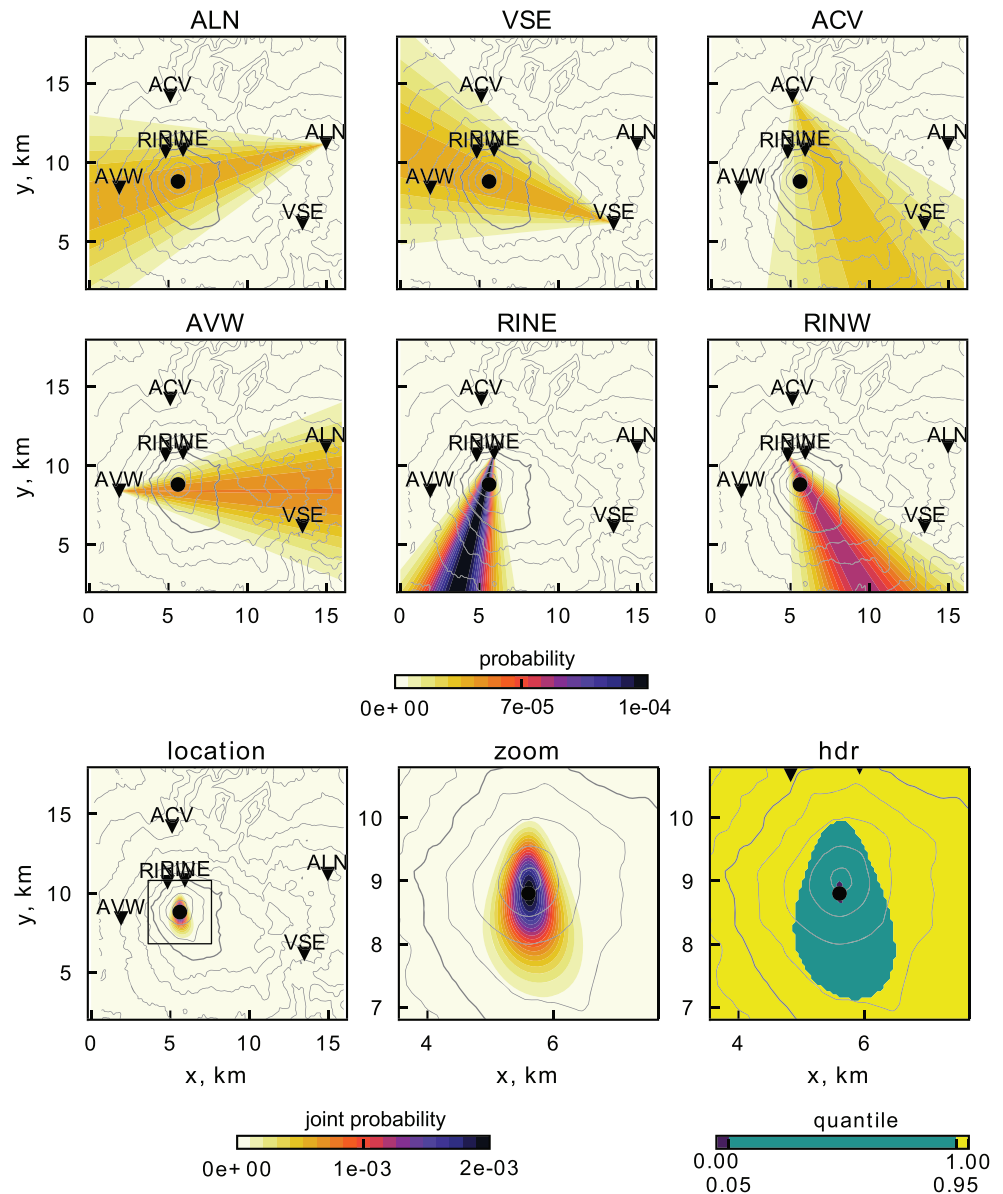 ALN VSE ACV
15
10
5
y, km
ACV
RINE
ALN
AVW
VSE
ACV
RINE
ALN
AVW
VSE
ACV
RINE
ALN
AVW
VSE
AVW RINE RINW
15
10
5
y, km
ACV
RINE
ALN
AVW
VSE
ACV
RINE
ALN
AVW
VSE
ACV
RINE
ALN
AVW
VSE
0 5 10 15 0 5 10 15 0 5 10 15
probability
0e+00 7e-05 1e-04
location zoom hdr
15
10
5
y, km
ACV
RINE
ALN
AVW
VSE
10
9
8
7
10
9
8
7
0 5 10 15 4 6 4 6
x, km x, km x, km
joint probability
0e+00 1e-03 2e-03
quantile
0.00 1.00
0.05 0.95